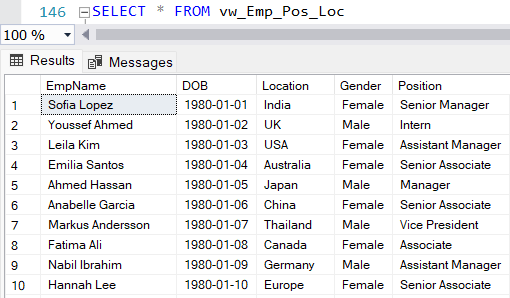 146 SELECT * FROM vw_Emp_Pos_Loc
100 %
Results Messages
EmpName DOB Location Gender Position
1 Sofia Lopez 1980-01-01 India Female Senior Manager
2 Youssef Ahmed 1980-01-02 UK Male Intern
3 Leila Kim 1980-01-03 USA Female Assistant Manager
4 Emilia Santos 1980-01-04 Australia Female Senior Associate
5 Ahmed Hassan 1980-01-05 Japan Male Manager
6 Anabelle Garcia 1980-01-06 China Female Senior Associate
7 Markus Andersson 1980-01-07 Thailand Male Vice President
8 Fatima Ali 1980-01-08 Canada Female Associate
9 Nabil Ibrahim 1980-01-09 Germany Male Assistant Manager
10 Hannah Lee 1980-01-10 Europe Female Senior Associate